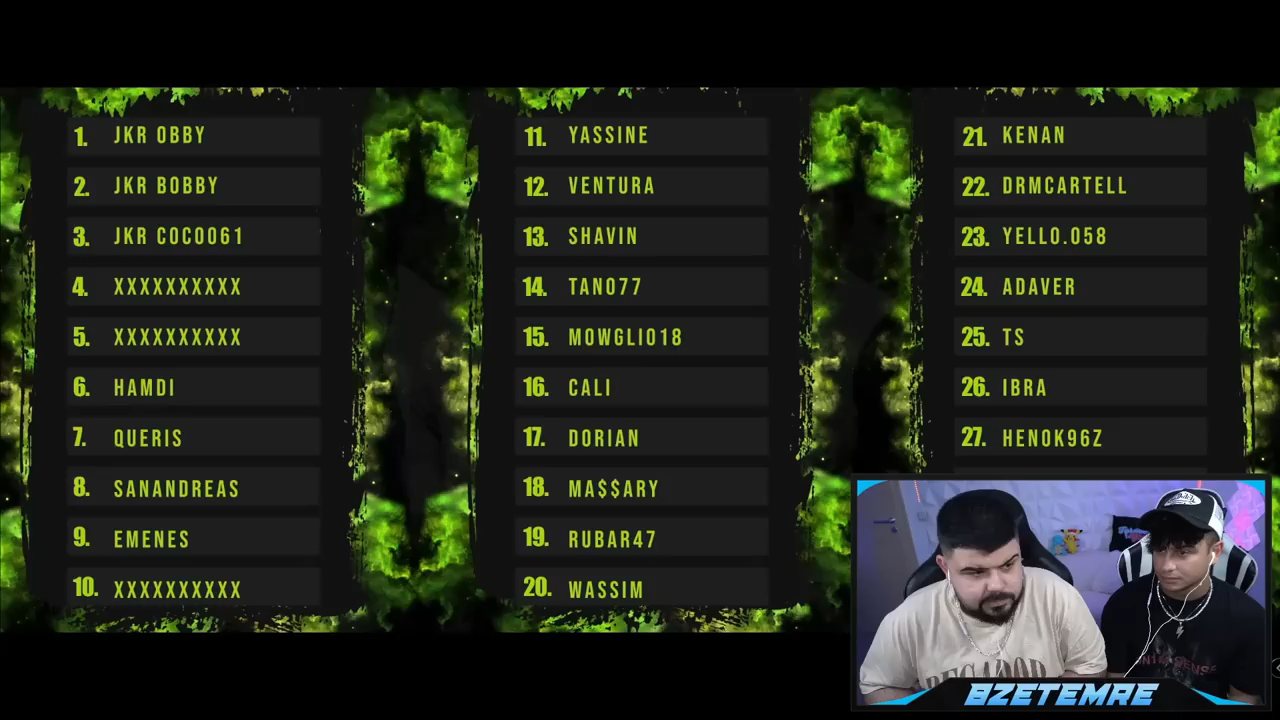 1. JKR OBBY
2. JKR BOBBY
3. JKR COCO061
4. XXXXXXXXXX
5. XXXXXXXXXX
6. HAMDI
7. QUERIS
8. SANANDREAS
9. EMENES
10. XXXXXXXXXX
11. YASSINE
12. VENTURA
13. SHAVIN
14. TANO77
15. MOWGLI018
16. CALI
17. DORIAN
18. MA$$ARY
19. RUBAR47
20. WASSIM
21. KENAN
22. DRMCARTELL
23. YELLO.058
24. ADAVER
25. TS
26. IBRA
27. HENOK96Z
BZETEMRE